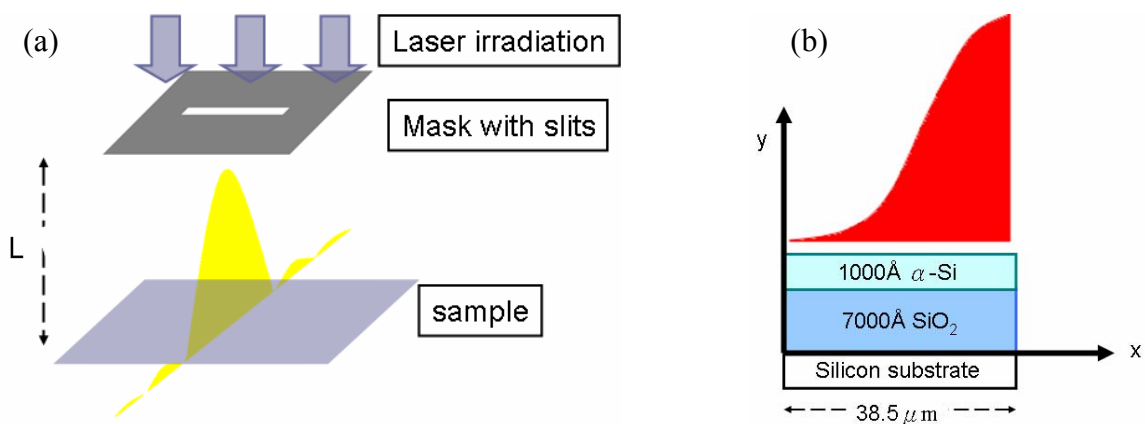 (a)
Laser irradiation
Mask with slits
L
sample
(b)
y
1000Å α-Si
7000Å SiO₂
x
Silicon substrate
38.5 μm